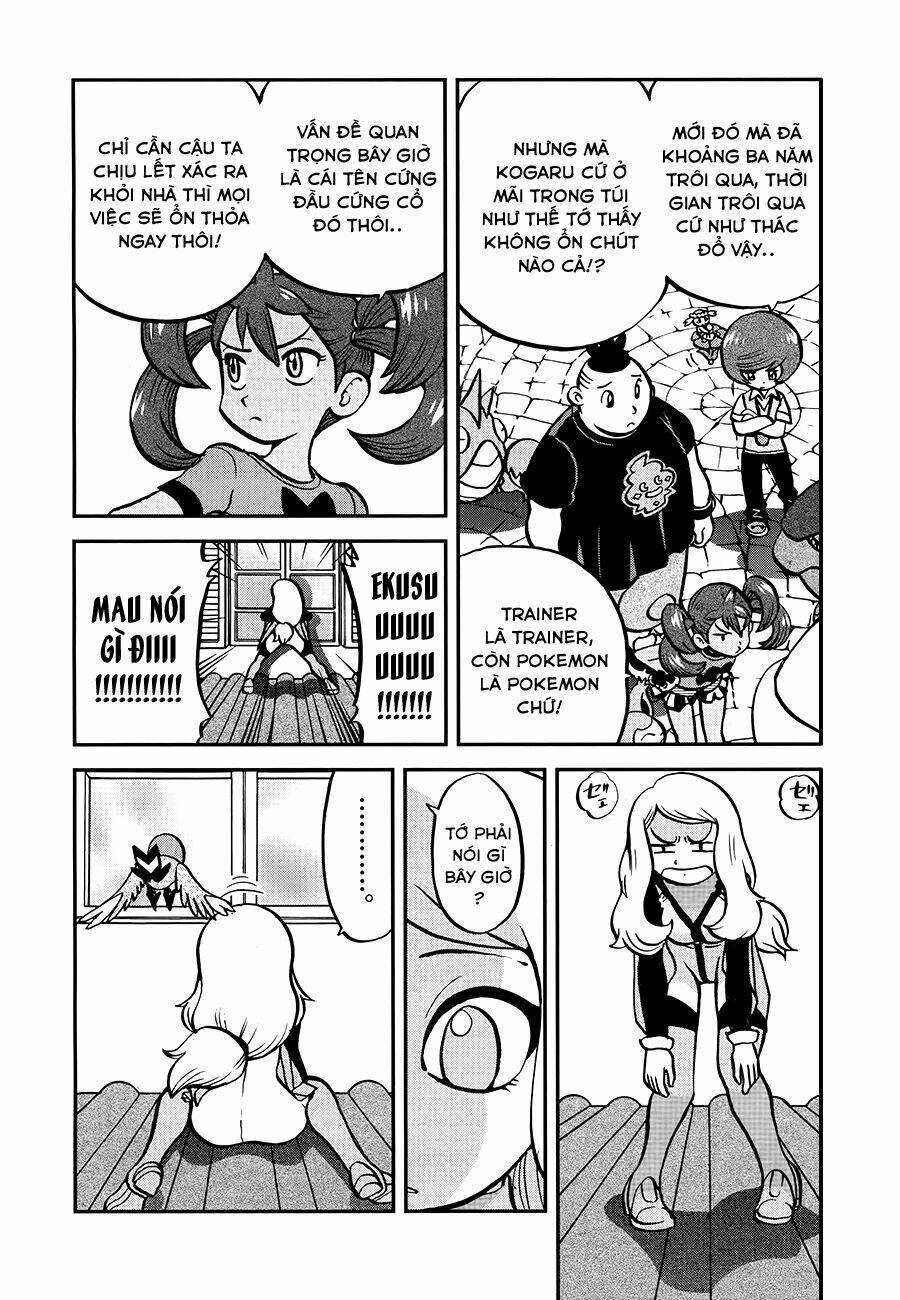 MỚI ĐÓ MÀ ĐÃ
KHOẢNG BA NĂM
TRÔI QUA, THỜI
GIAN TRÔI QUA
CỨ NHƯ THÁC
ĐỔ VẬY..
NHƯNG MÀ
KOGARU CỨ Ở
MÃI TRONG TÚI
NHƯ THẾ TỚ THẤY
KHÔNG ỔN CHÚT
NÀO CẢ!?
TRAINER
LÀ TRAINER,
CÒN POKEMON
LÀ POKEMON
CHỨ!
VẤN ĐỀ QUAN
TRỌNG BÂY GIỜ
LÀ CÁI TÊN CỨNG
ĐẦU CỨNG CỔ
ĐÓ THÔI..
CHỈ CẦN CẬU TA
CHỊU LẾT XÁC RA
KHỎI NHÀ THÌ MỌI
VIỆC SẼ ỔN THỎA
NGAY THÔI!
EKUSU
UUUU
UUUU
!!!!!!!
MAU NÓI
GÌ ĐIIII
!!!!!!!!!!!!
ゼェ
ゼェ
TỚ PHẢI
NÓI GÌ
BÂY GIỜ
?
.........。